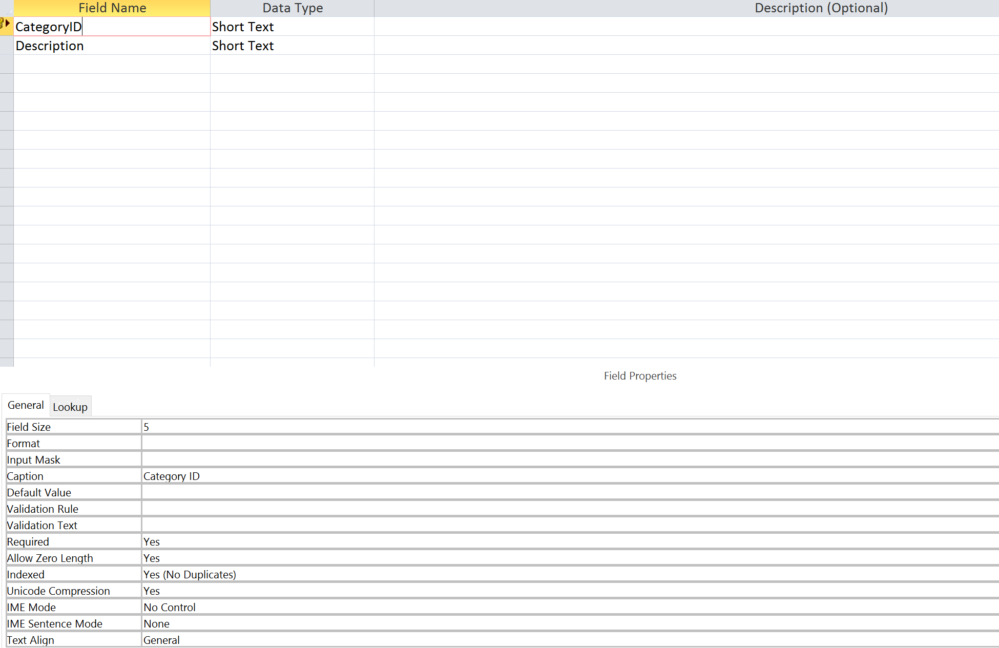 Field Name Data Type Description (Optional)
CategoryID Short Text
Description Short Text
Field Properties
General Lookup
Field Size 5
Format
Input Mask
Caption Category ID
Default Value
Validation Rule
Validation Text
Required Yes
Allow Zero Length Yes
Indexed Yes (No Duplicates)
Unicode Compression Yes
IME Mode No Control
IME Sentence Mode None
Text Align General